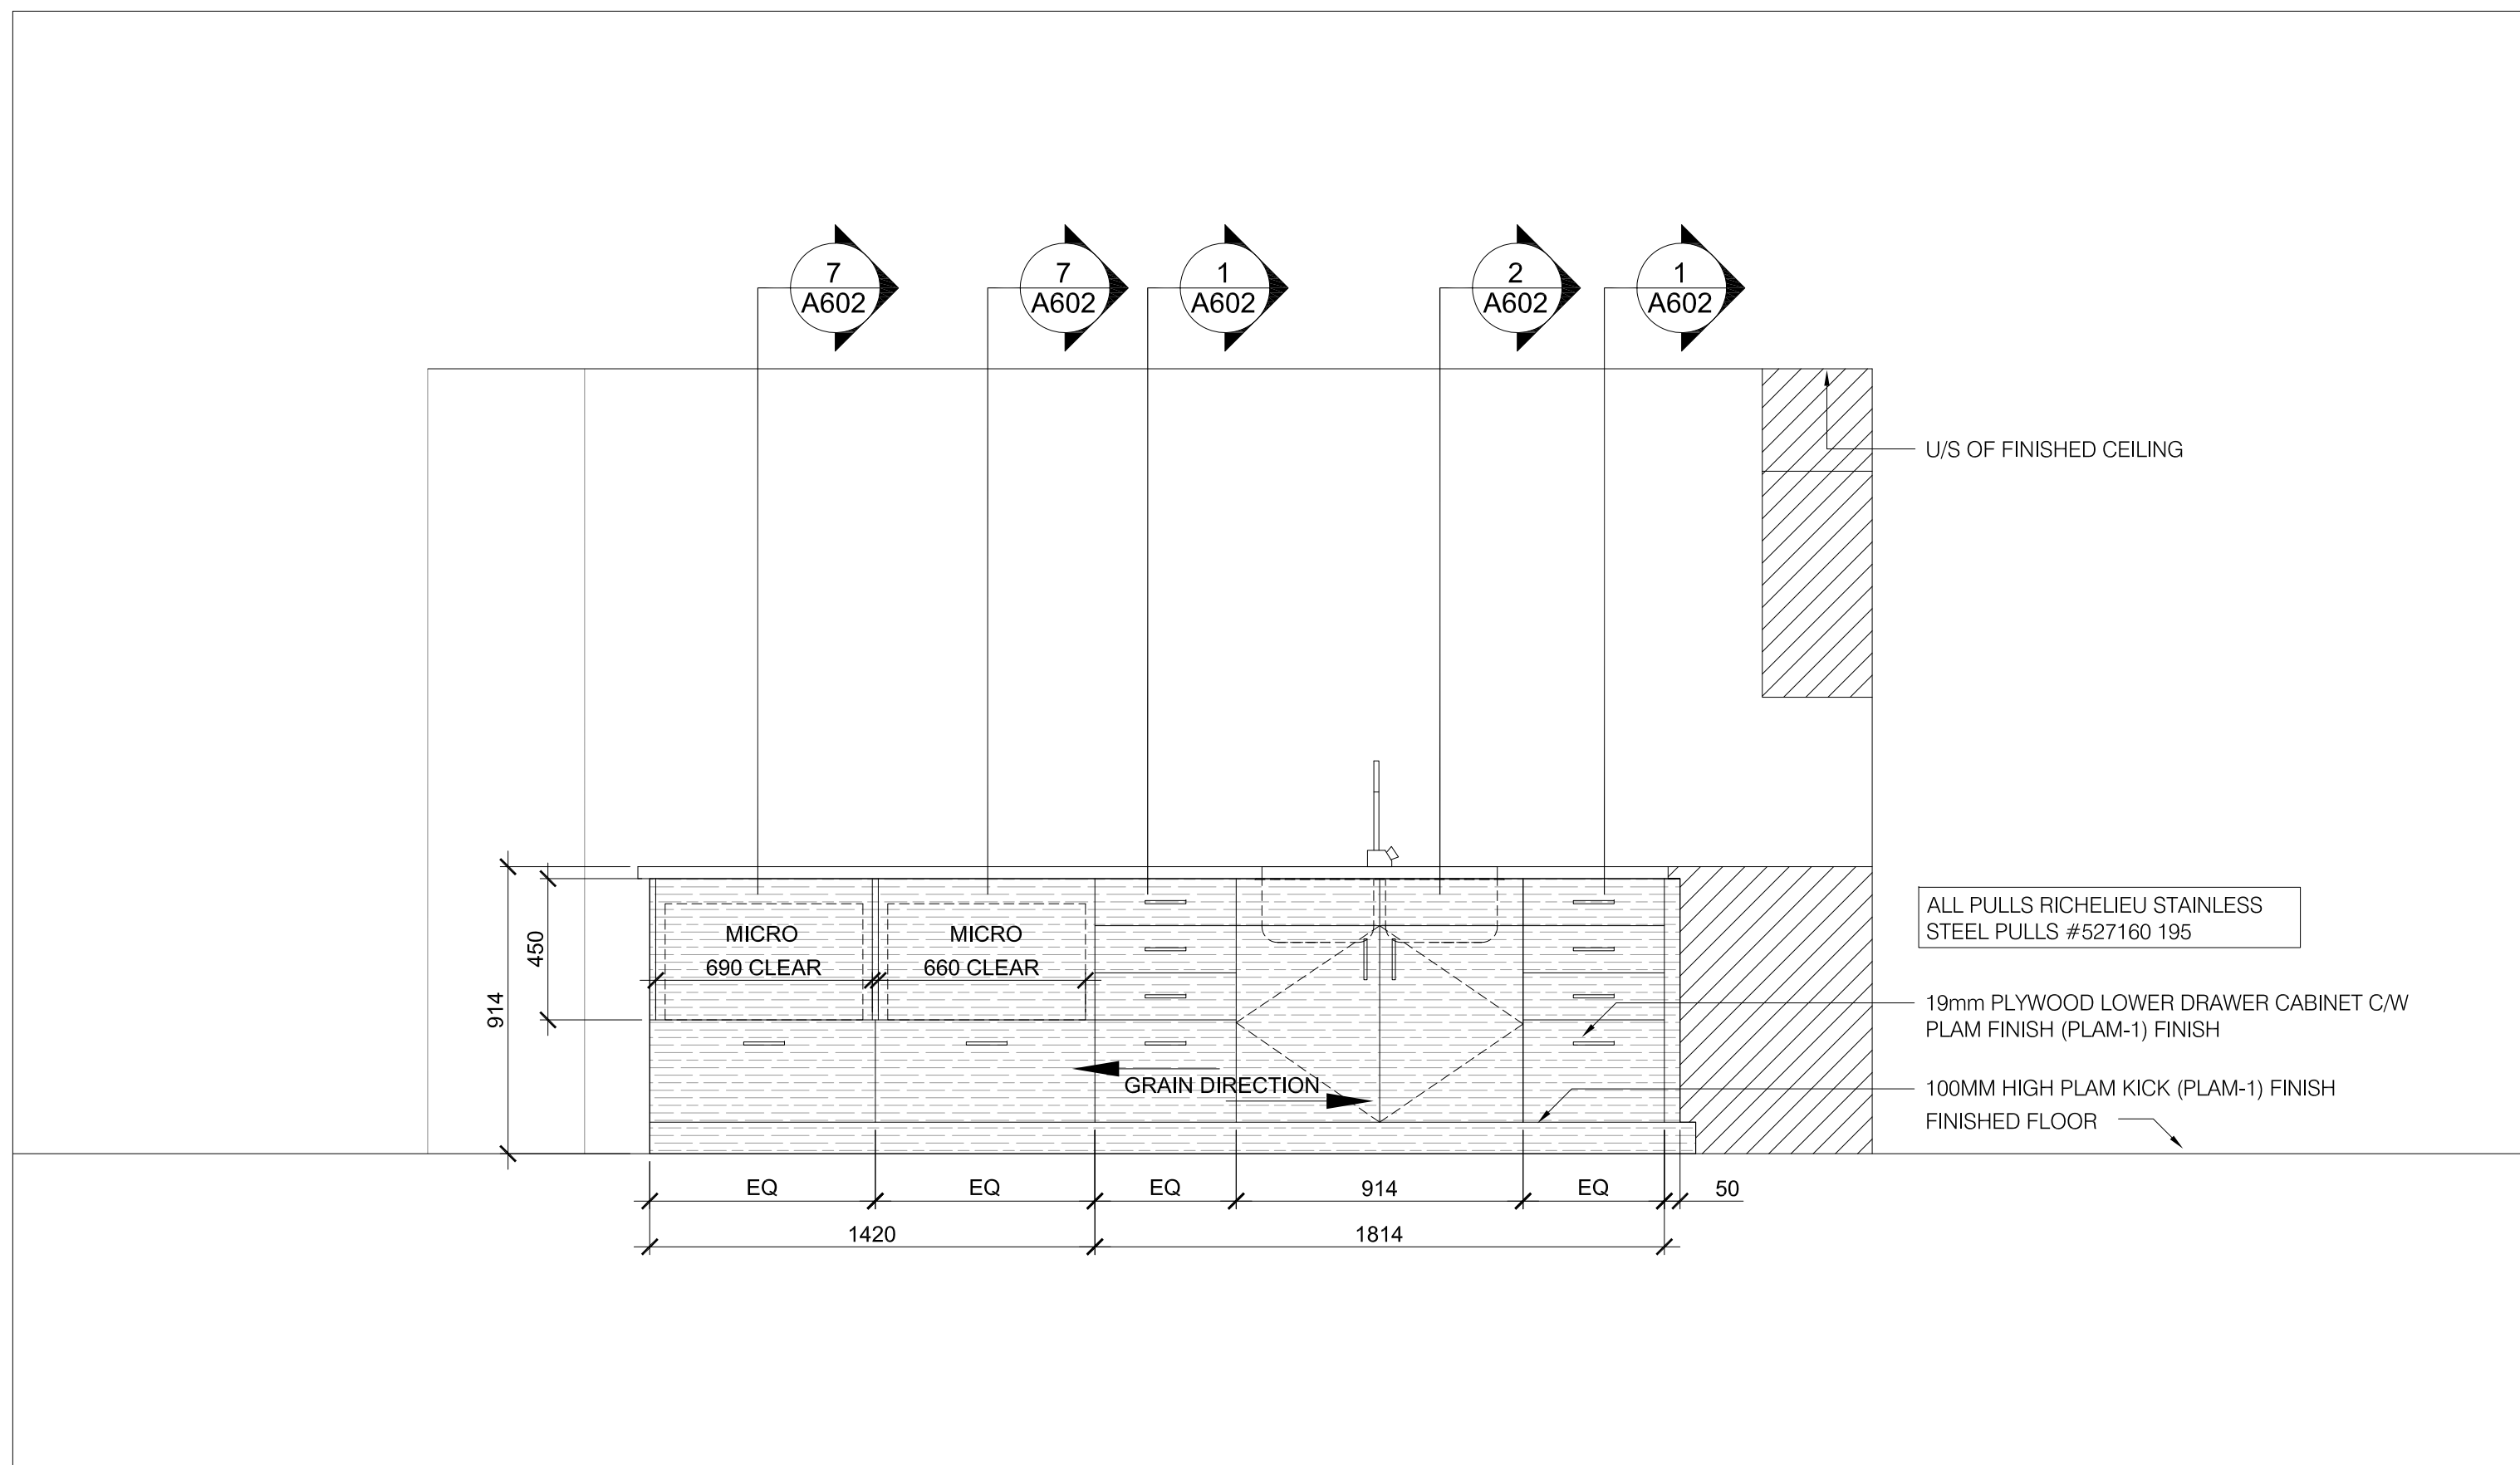 7
A602
7
A602
1
A602
2
A602
1
A602
U/S OF FINISHED CEILING
ALL PULLS RICHELIEU STAINLESS
STEEL PULLS #527160 195
914
450
MICRO
690 CLEAR
MICRO
660 CLEAR
19mm PLYWOOD LOWER DRAWER CABINET C/W
PLAM FINISH (PLAM-1) FINISH
GRAIN DIRECTION
100MM HIGH PLAM KICK (PLAM-1) FINISH
FINISHED FLOOR
EQ
EQ
EQ
914
EQ
50
1420
1814